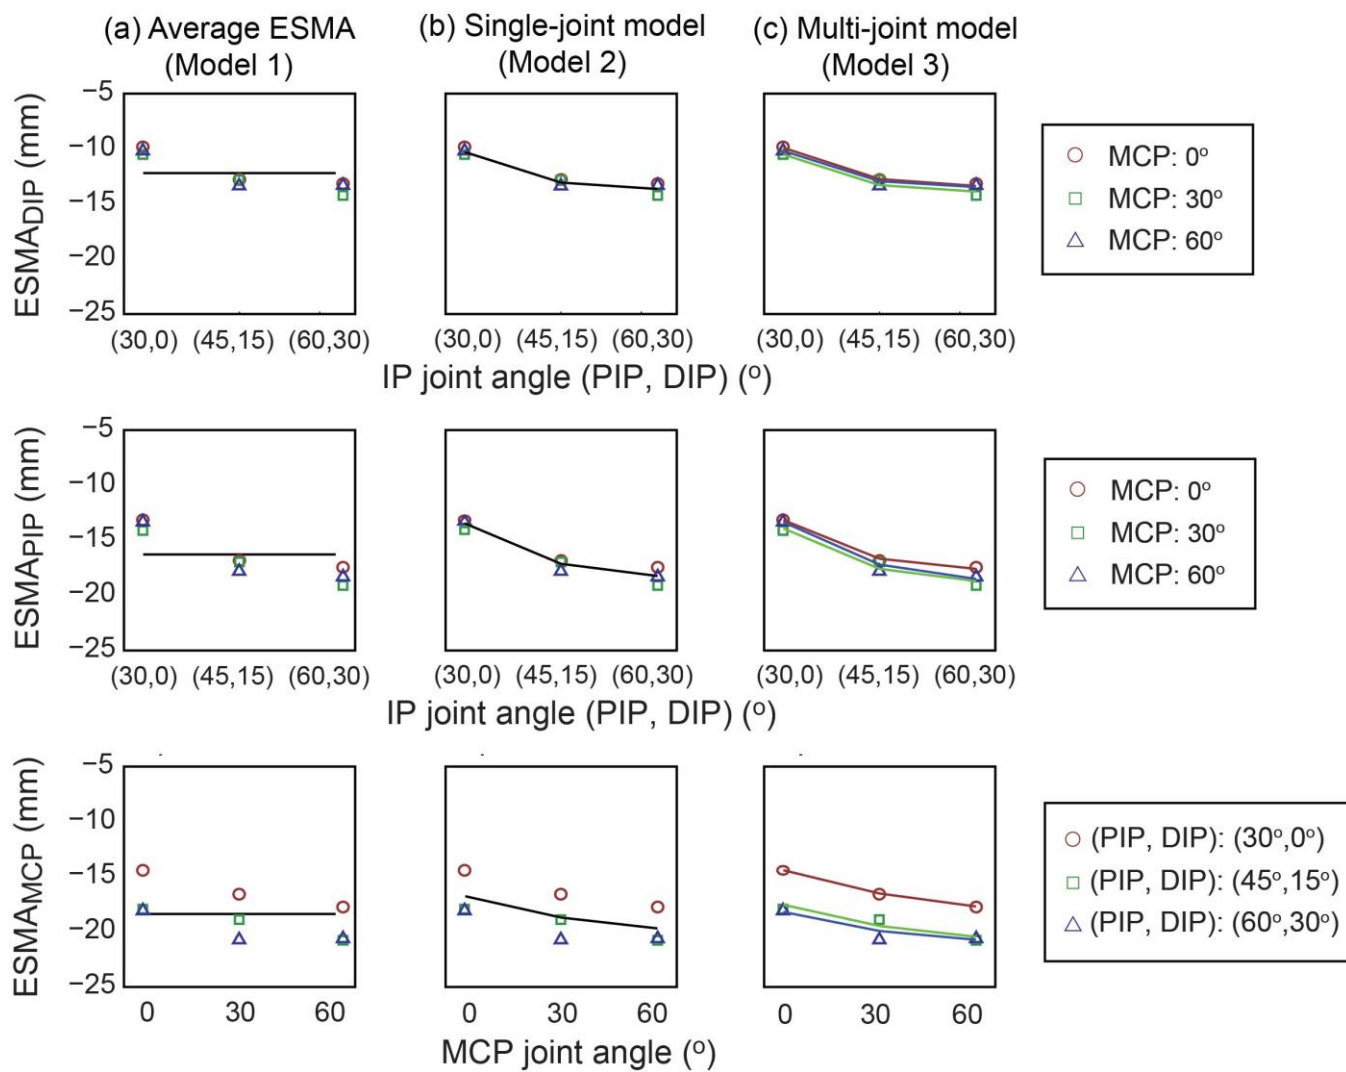 (a) Average ESMA (b) Single-joint model (c) Multi-joint model
(Model 1) (Model 2) (Model 3)
ESMADIP (mm)
−5
−10
−15
−20
−25
(30,0) (45,15) (60,30) (30,0) (45,15) (60,30) (30,0) (45,15) (60,30)
IP joint angle (PIP, DIP) (º)
MCP: 0º
MCP: 30º
MCP: 60º
ESMAPIP (mm)
−5
−10
−15
−20
−25
(30,0) (45,15) (60,30) (30,0) (45,15) (60,30) (30,0) (45,15) (60,30)
IP joint angle (PIP, DIP) (º)
MCP: 0º
MCP: 30º
MCP: 60º
ESMAMCP (mm)
−5
−10
−15
−20
−25
0 30 60 0 30 60 0 30 60
MCP joint angle (º)
(PIP, DIP): (30º,0º)
(PIP, DIP): (45º,15º)
(PIP, DIP): (60º,30º)